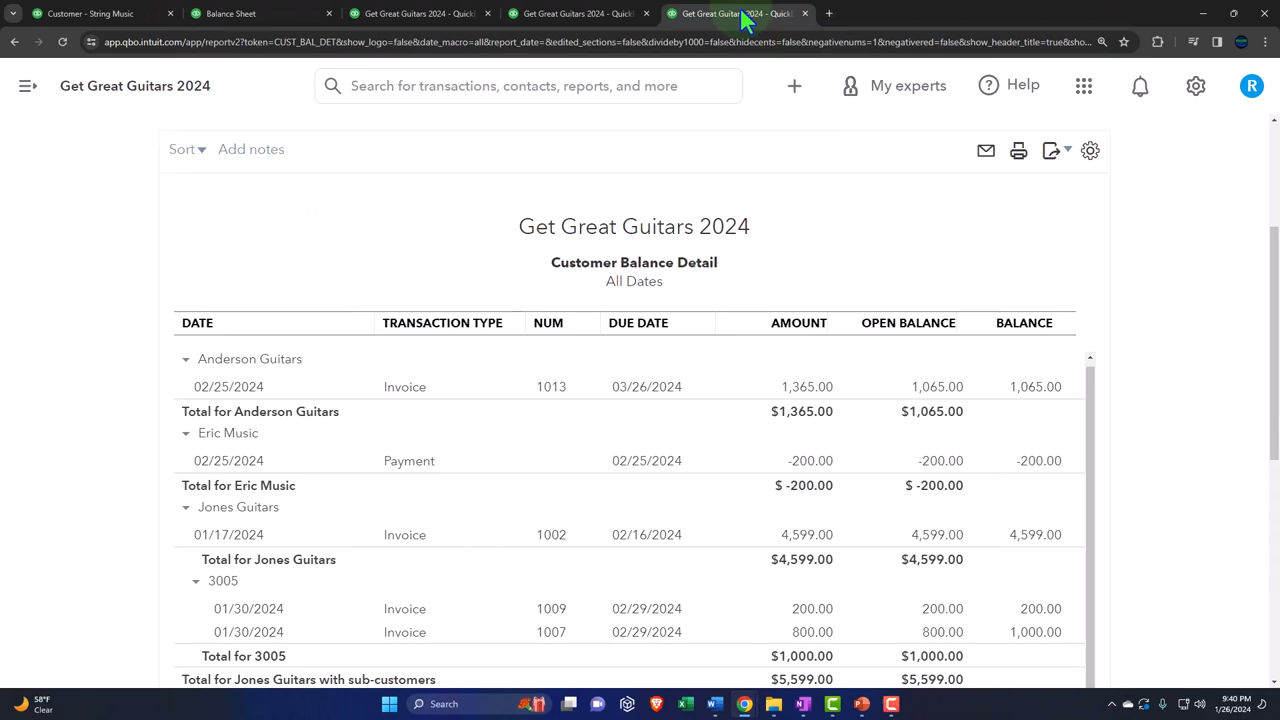 Customer - String Music
Balance Sheet
Get Great Guitars 2024 - Quick
Get Great Guitars 2024 - Quick
Get Great Guitars 2024 - Quick
app.qbo.intuit.com/app/reportv2?token=CUST_BAL_DET&show_logo=false&date_macro=all&report_date=&edited_sections=false&divideby1000=false&hidecents=false&negativenums=1&negativered=false&show_header_title=true&sho...
Get Great Guitars 2024
Search for transactions, contacts, reports, and more
My experts
Help
R
Sort
Add notes
Get Great Guitars 2024
Customer Balance Detail
All Dates
DATE TRANSACTION TYPE NUM DUE DATE AMOUNT OPEN BALANCE BALANCE
Anderson Guitars
02/25/2024 Invoice 1013 03/26/2024 1,365.00 1,065.00 1,065.00
Total for Anderson Guitars $1,365.00 $1,065.00
Eric Music
02/25/2024 Payment 02/25/2024 -200.00 -200.00 -200.00
Total for Eric Music $ -200.00 $ -200.00
Jones Guitars
01/17/2024 Invoice 1002 02/16/2024 4,599.00 4,599.00 4,599.00
Total for Jones Guitars $4,599.00 $4,599.00
3005
01/30/2024 Invoice 1009 02/29/2024 200.00 200.00 200.00
01/30/2024 Invoice 1007 02/29/2024 800.00 800.00 1,000.00
Total for 3005 $1,000.00 $1,000.00
Total for Jones Guitars with sub-customers $5,599.00 $5,599.00
58°F
Clear
Search
9:40 PM
1/26/2024